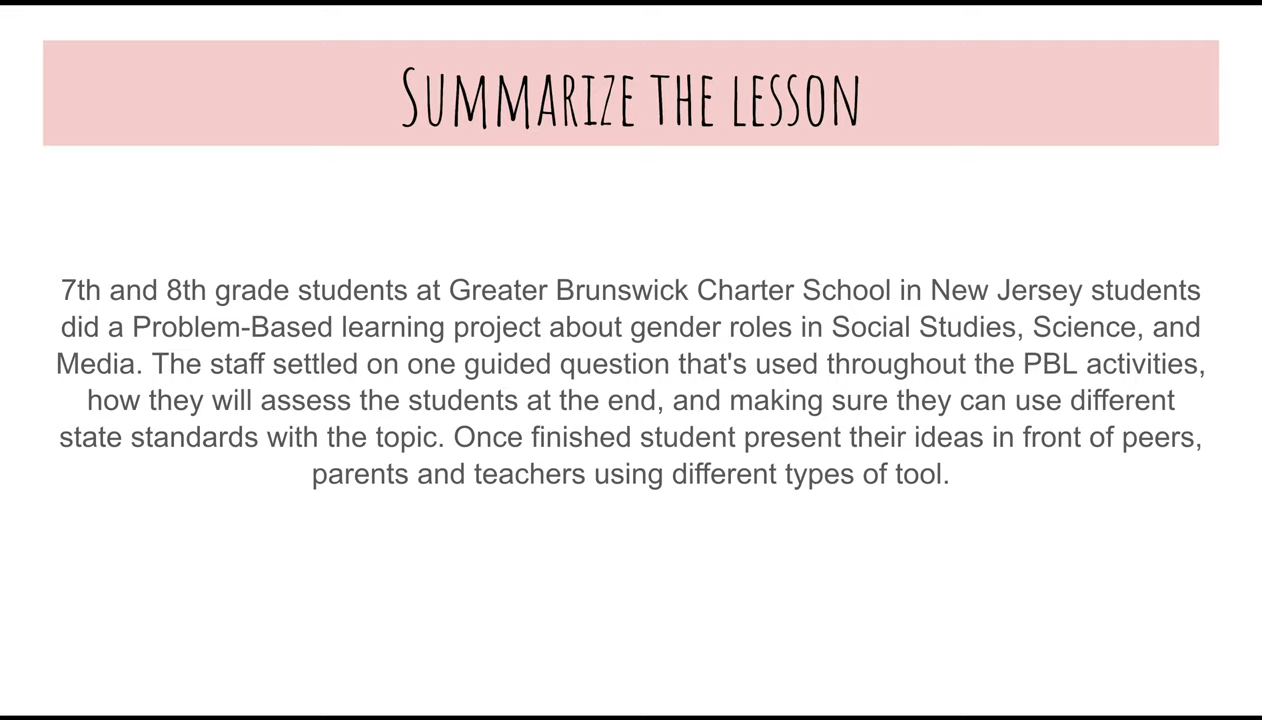 SUMMARIZE THE LESSON
7th and 8th grade students at Greater Brunswick Charter School in New Jersey students
did a Problem-Based learning project about gender roles in Social Studies, Science, and
Media. The staff settled on one guided question that's used throughout the PBL activities,
how they will assess the students at the end, and making sure they can use different
state standards with the topic. Once finished student present their ideas in front of peers,
parents and teachers using different types of tool.